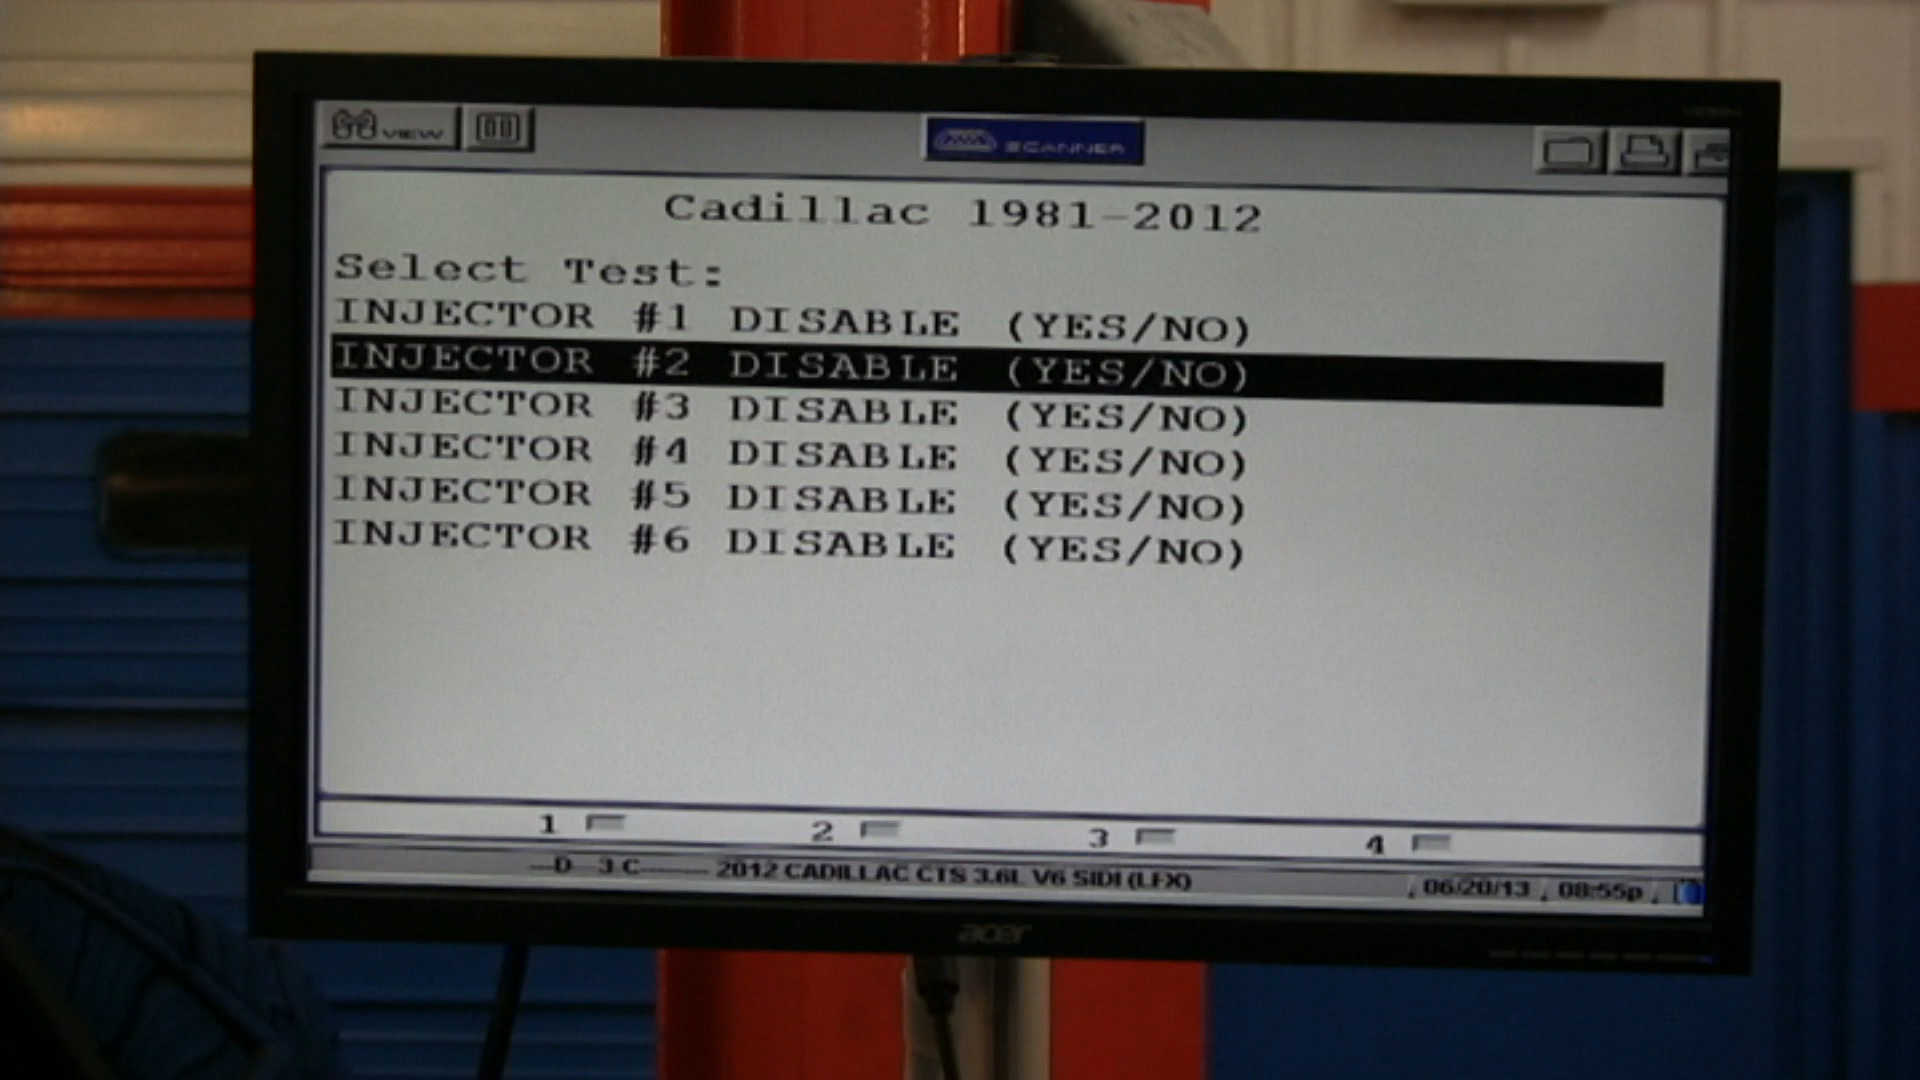 VIEW
SCANNER
Cadillac 1981-2012
Select Test:
INJECTOR #1 DISABLE (YES/NO)
INJECTOR #2 DISABLE (YES/NO)
INJECTOR #3 DISABLE (YES/NO)
INJECTOR #4 DISABLE (YES/NO)
INJECTOR #5 DISABLE (YES/NO)
INJECTOR #6 DISABLE (YES/NO)
1 2 3 4
—D—3 C——— 2012 CADILLAC CTS 3.6L V6 SIDI (LFX) 06/20/13 08:55p
acer